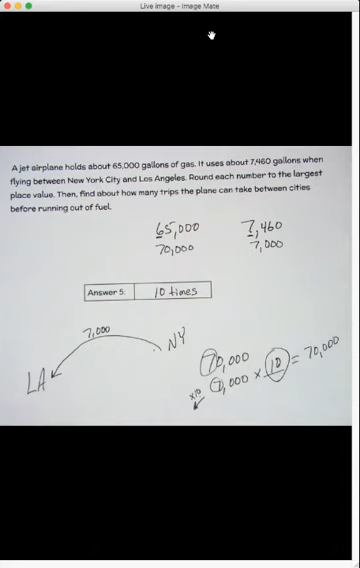 Live Image - Image Mate
A jet airplane holds about 65,000 gallons of gas. It uses about 7,460 gallons when
flying between New York City and Los Angeles. Round each number to the largest
place value. Then, find about how many trips the plane can take between cities
before running out of fuel.
65,000 7,460
70,000 7,000
Answer 5: 10 times
7,000
NY
LA
70,000
x10 7,000 x 10 = 70,000